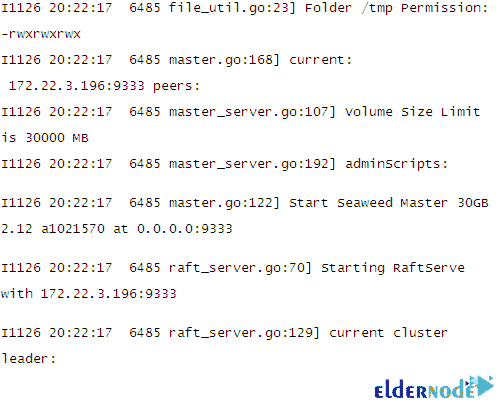 I1126 20:22:17 6485 file_util.go:23] Folder /tmp Permission:
-rwxrwxrwx
I1126 20:22:17 6485 master.go:168] current:
172.22.3.196:9333 peers:
I1126 20:22:17 6485 master_server.go:107] Volume Size Limit
is 30000 MB
I1126 20:22:17 6485 master_server.go:192] adminScripts:
I1126 20:22:17 6485 master.go:122] Start Seaweed Master 30GB
2.12 a1021570 at 0.0.0.0:9333
I1126 20:22:17 6485 raft_server.go:70] Starting RaftServe
with 172.22.3.196:9333
I1126 20:22:17 6485 raft_server.go:129] current cluster
leader:
ELDERNODE